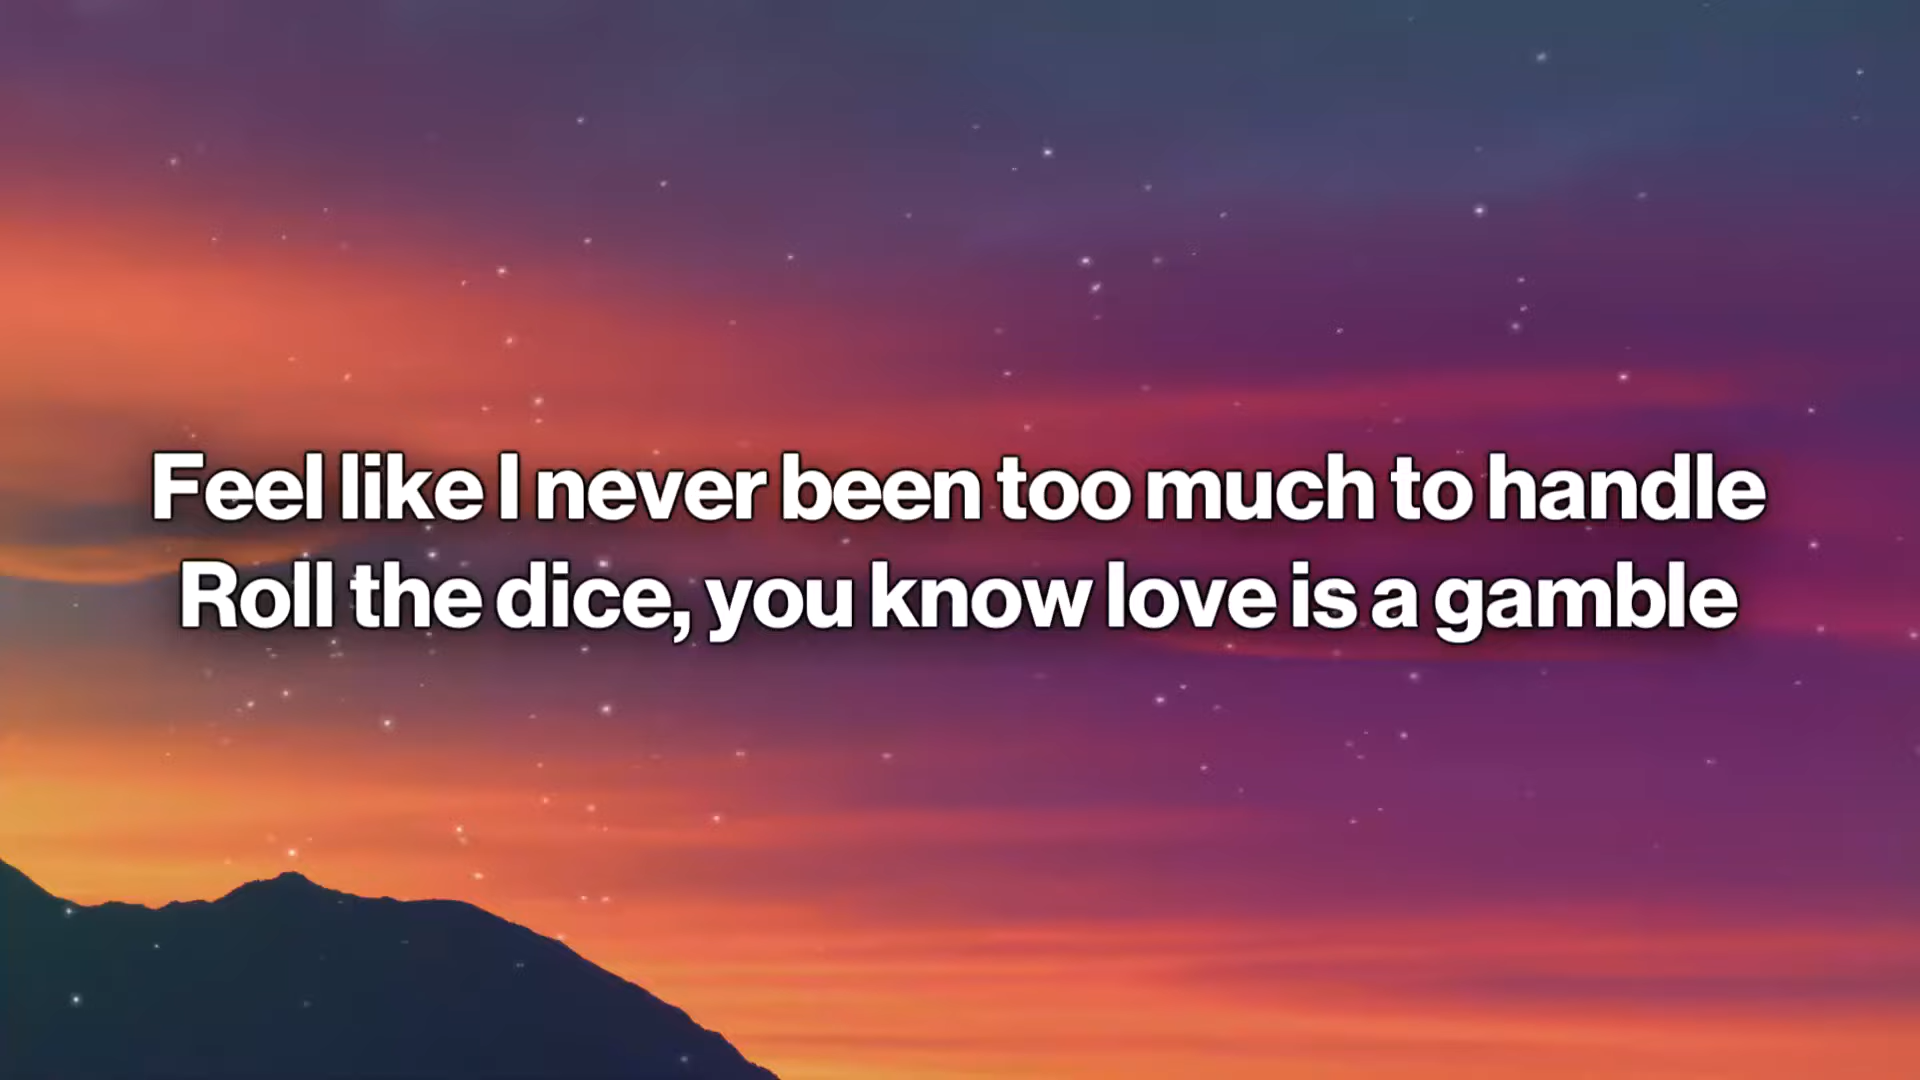 Feel like I never been too much to handle
Roll the dice, you know love is a gamble